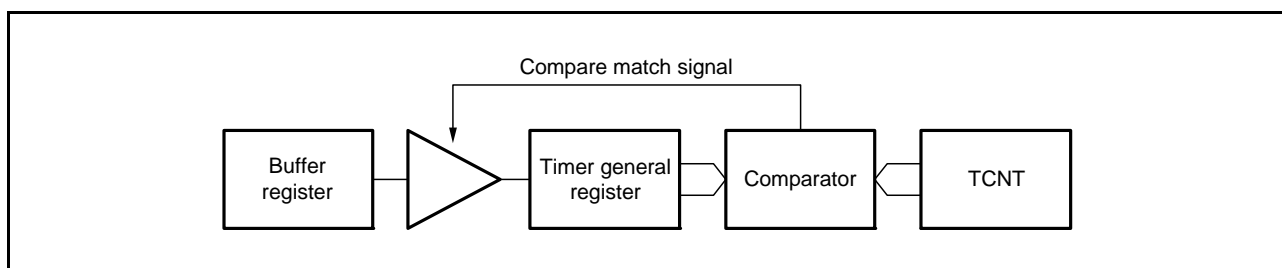 Compare match signal
Buffer
register
Timer general
register
Comparator
TCNT